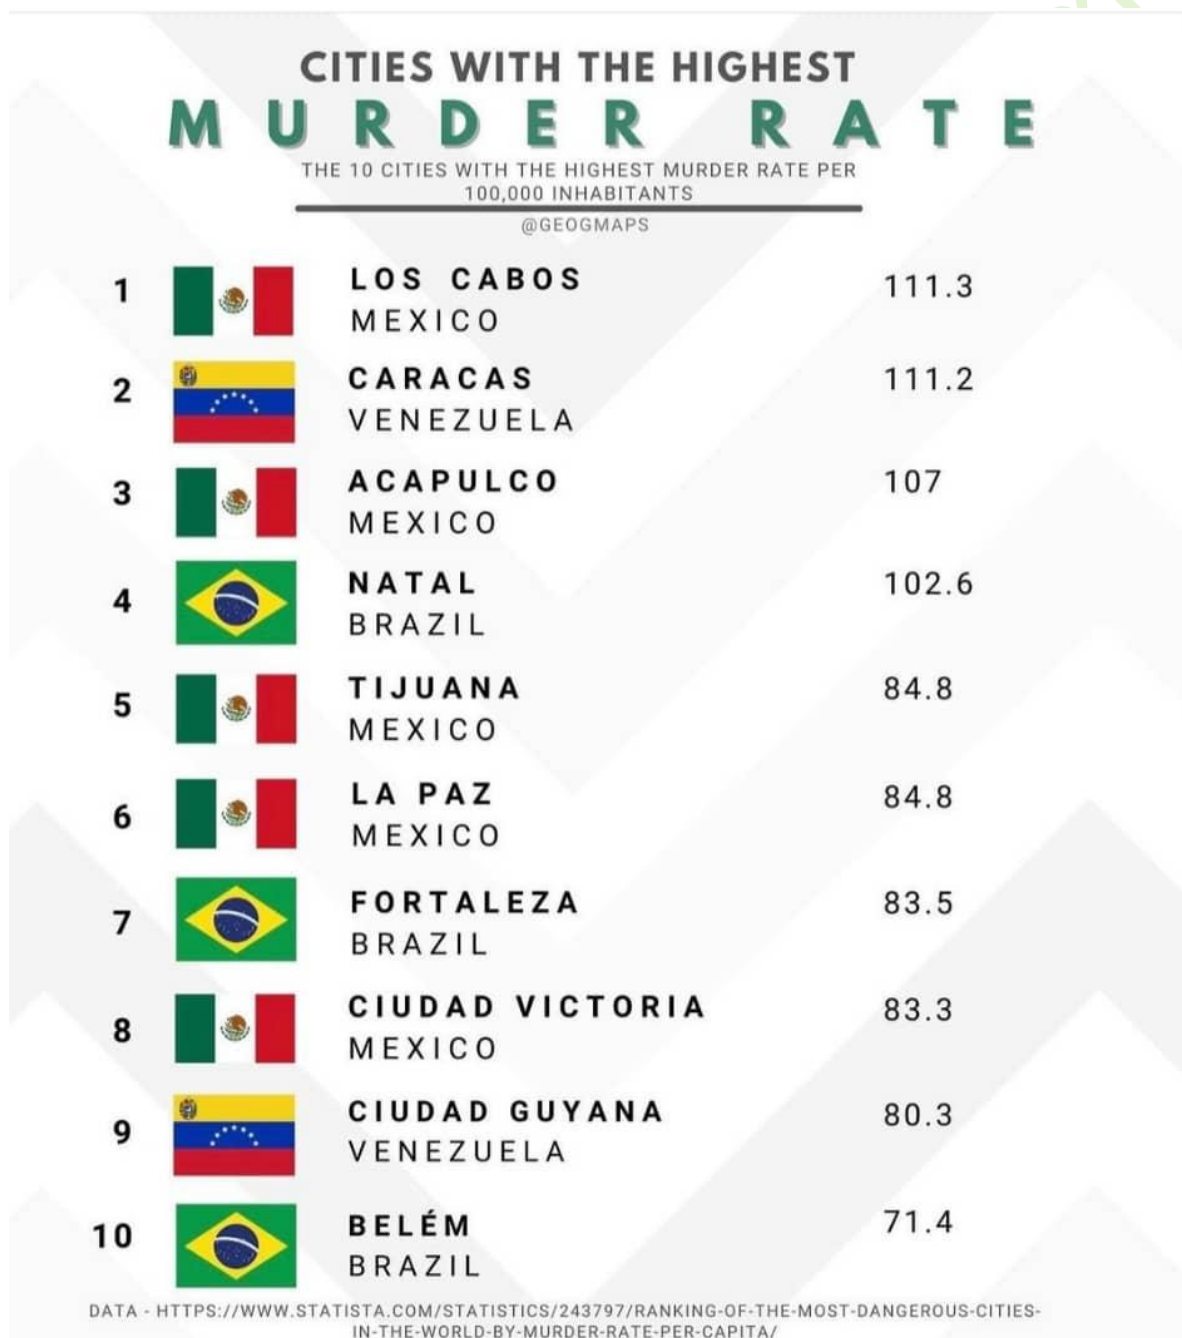 CITIES WITH THE HIGHEST
MURDER RATE
THE 10 CITIES WITH THE HIGHEST MURDER RATE PER
100,000 INHABITANTS
@GEOGMAPS
1
LOS CABOS
MEXICO
111.3
2
CARACAS
VENEZUELA
111.2
3
ACAPULCO
MEXICO
107
4
NATAL
BRAZIL
102.6
5
TIJUANA
MEXICO
84.8
6
LA PAZ
MEXICO
84.8
7
FORTALEZA
BRAZIL
83.5
8
CIUDAD VICTORIA
MEXICO
83.3
9
CIUDAD GUYANA
VENEZUELA
80.3
10
BELÉM
BRAZIL
71.4
DATA - HTTPS://WWW.STATISTA.COM/STATISTICS/243797/RANKING-OF-THE-MOST-DANGEROUS-CITIES-
IN-THE-WORLD-BY-MURDER-RATE-PER-CAPITA/